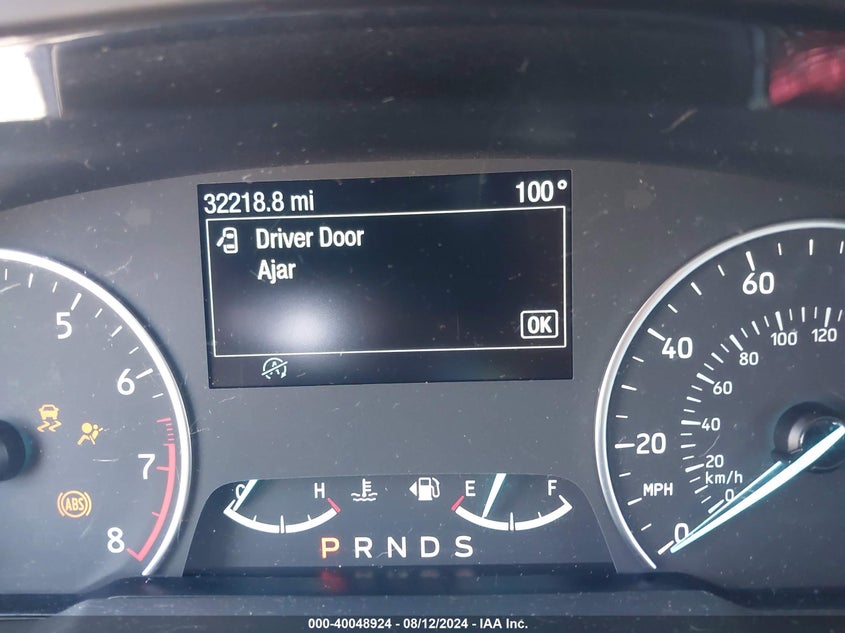 32218.8 mi 100°
Driver Door
Ajar
OK
5
6
7
8
ABS
C H
E F
P R N D S
0
20
40
60
MPH
0
20
40
60
80
100
120
km/h
000-40048924 - 08/12/2024 - IAA Inc.